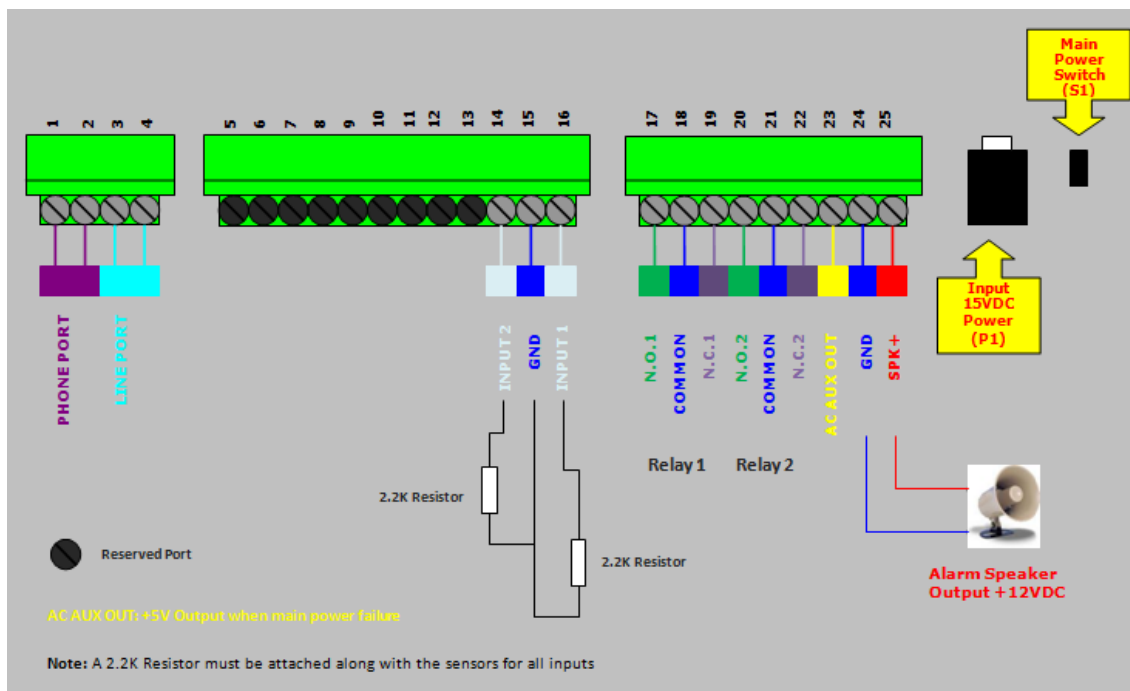 Main
Power
Switch
(S1)
1 2 3 4 5 6 7 8 9 10 11 12 13 14 15 16 17 18 19 20 21 22 23 24 25
Input
15VDC
Power
(P1)
PHONE PORT
LINE PORT
INPUT 2
GND
INPUT 1
N.O.1
COMMON
N.C.1
N.O.2
COMMON
N.C.2
AC AUX OUT
GND
SPK+
Relay 1
Relay 2
2.2K Resistor
2.2K Resistor
Reserved Port
Alarm Speaker
Output +12VDC
AC AUX OUT: +5V Output when main power failure
Note: A 2.2K Resistor must be attached along with the sensors for all inputs